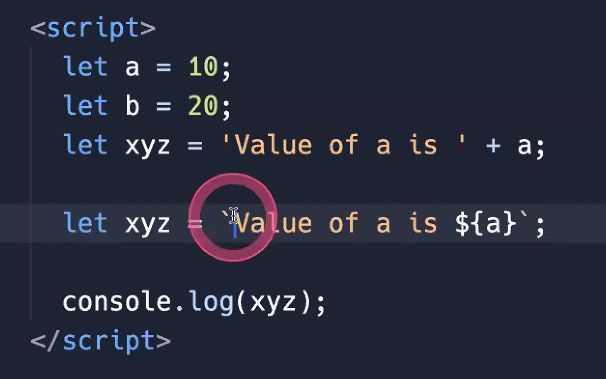 <script>
let a = 10;
let b = 20;
let xyz = 'Value of a is ' + a;
let xyz = `Value of a is ${a}`;
console.log(xyz);
</script>